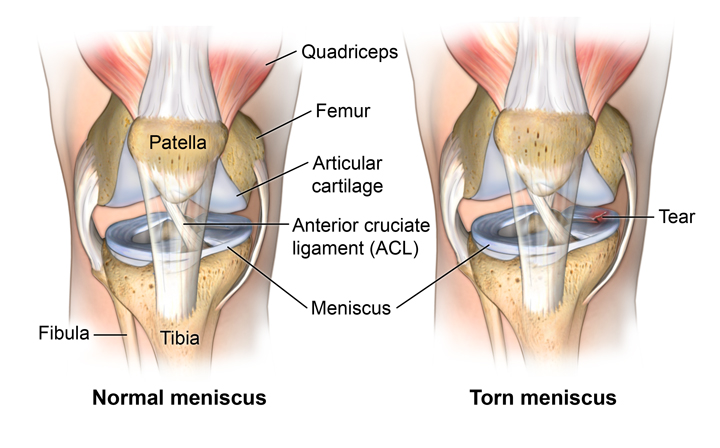 Quadriceps
Femur
Patella
Articular
cartilage
Anterior cruciate
ligament (ACL)
Tear
Meniscus
Fibula
Tibia
Normal meniscus
Torn meniscus